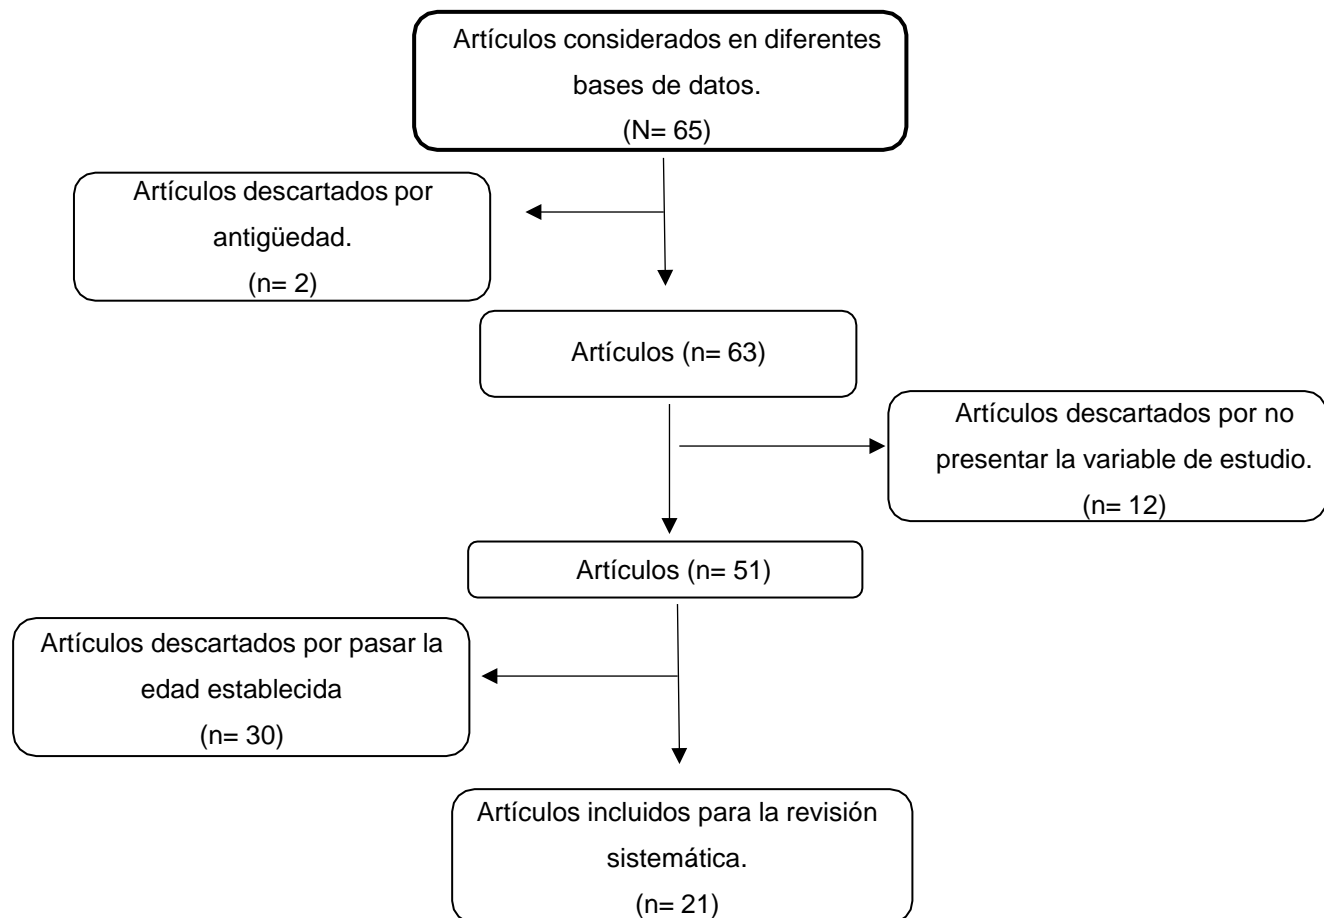 Artículos considerados en diferentes
bases de datos.
(N= 65)
Artículos descartados por
antigüedad.
(n= 2)
Artículos (n= 63)
Artículos descartados por no
presentar la variable de estudio.
(n= 12)
Artículos (n= 51)
Artículos descartados por pasar la
edad establecida
(n= 30)
Artículos incluidos para la revisión
sistemática.
(n= 21)